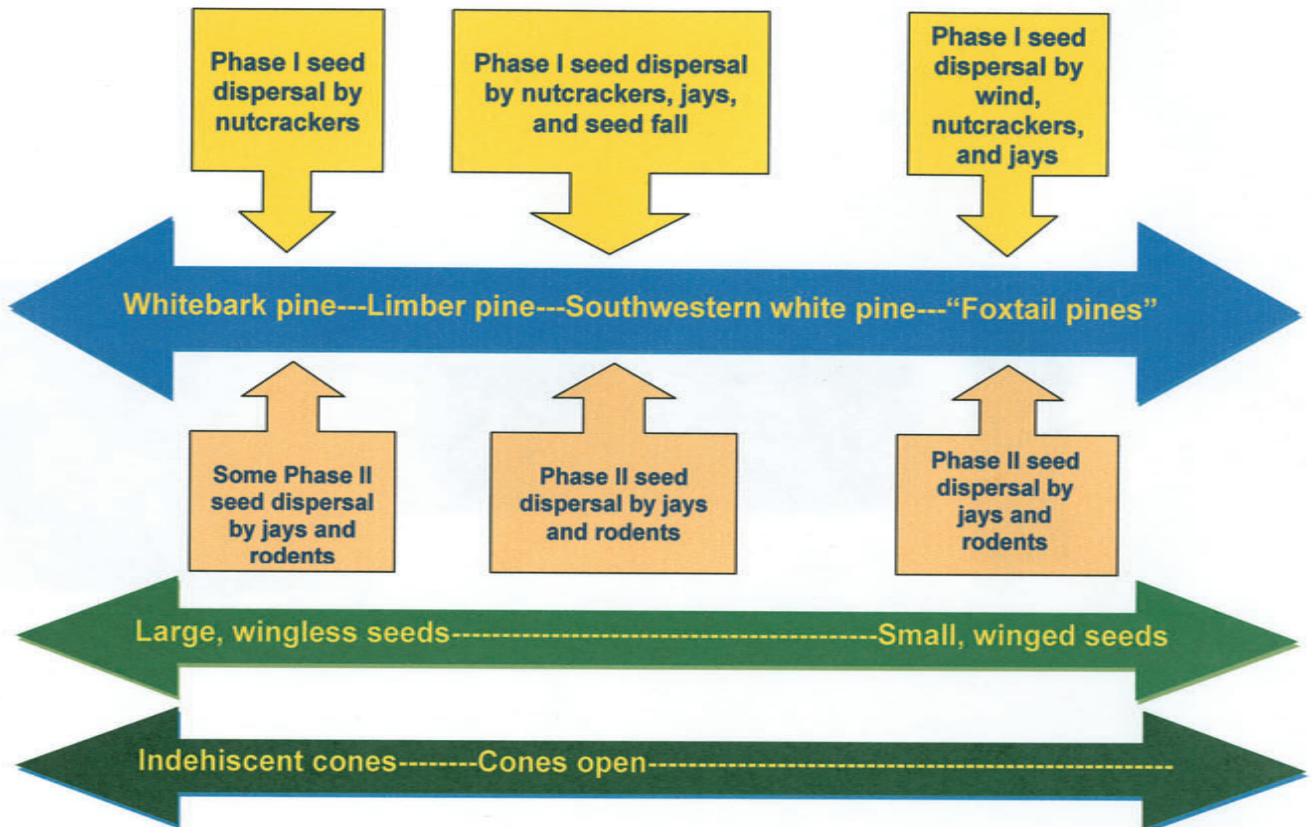 Phase I seed
dispersal by
nutcrackers
Phase I seed dispersal
by nutcrackers, jays,
and seed fall
Phase I seed
dispersal by
wind,
nutcrackers,
and jays
Whitebark pine---Limber pine---Southwestern white pine---“Foxtail pines”
Some Phase II
seed dispersal
by jays and
rodents
Phase II seed
dispersal by jays
and rodents
Phase II seed
dispersal by
jays and
rodents
Large, wingless seeds--------------------------------------------Small, winged seeds
Indehiscent cones--------Cones open-------------------------------------------------------